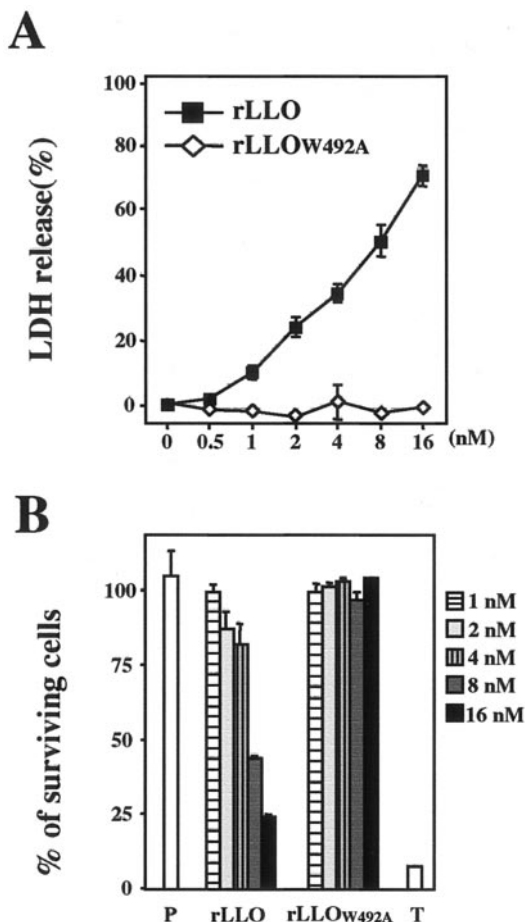 A
LDH release(%)
100
80
60
40
20
0
rLLO
rLLOW492A
0 0.5 1 2 4 8 16 (nM)
B
% of surviving cells
100
75
50
25
0
1 nM
2 nM
4 nM
8 nM
16 nM
P rLLO rLLOW492A T